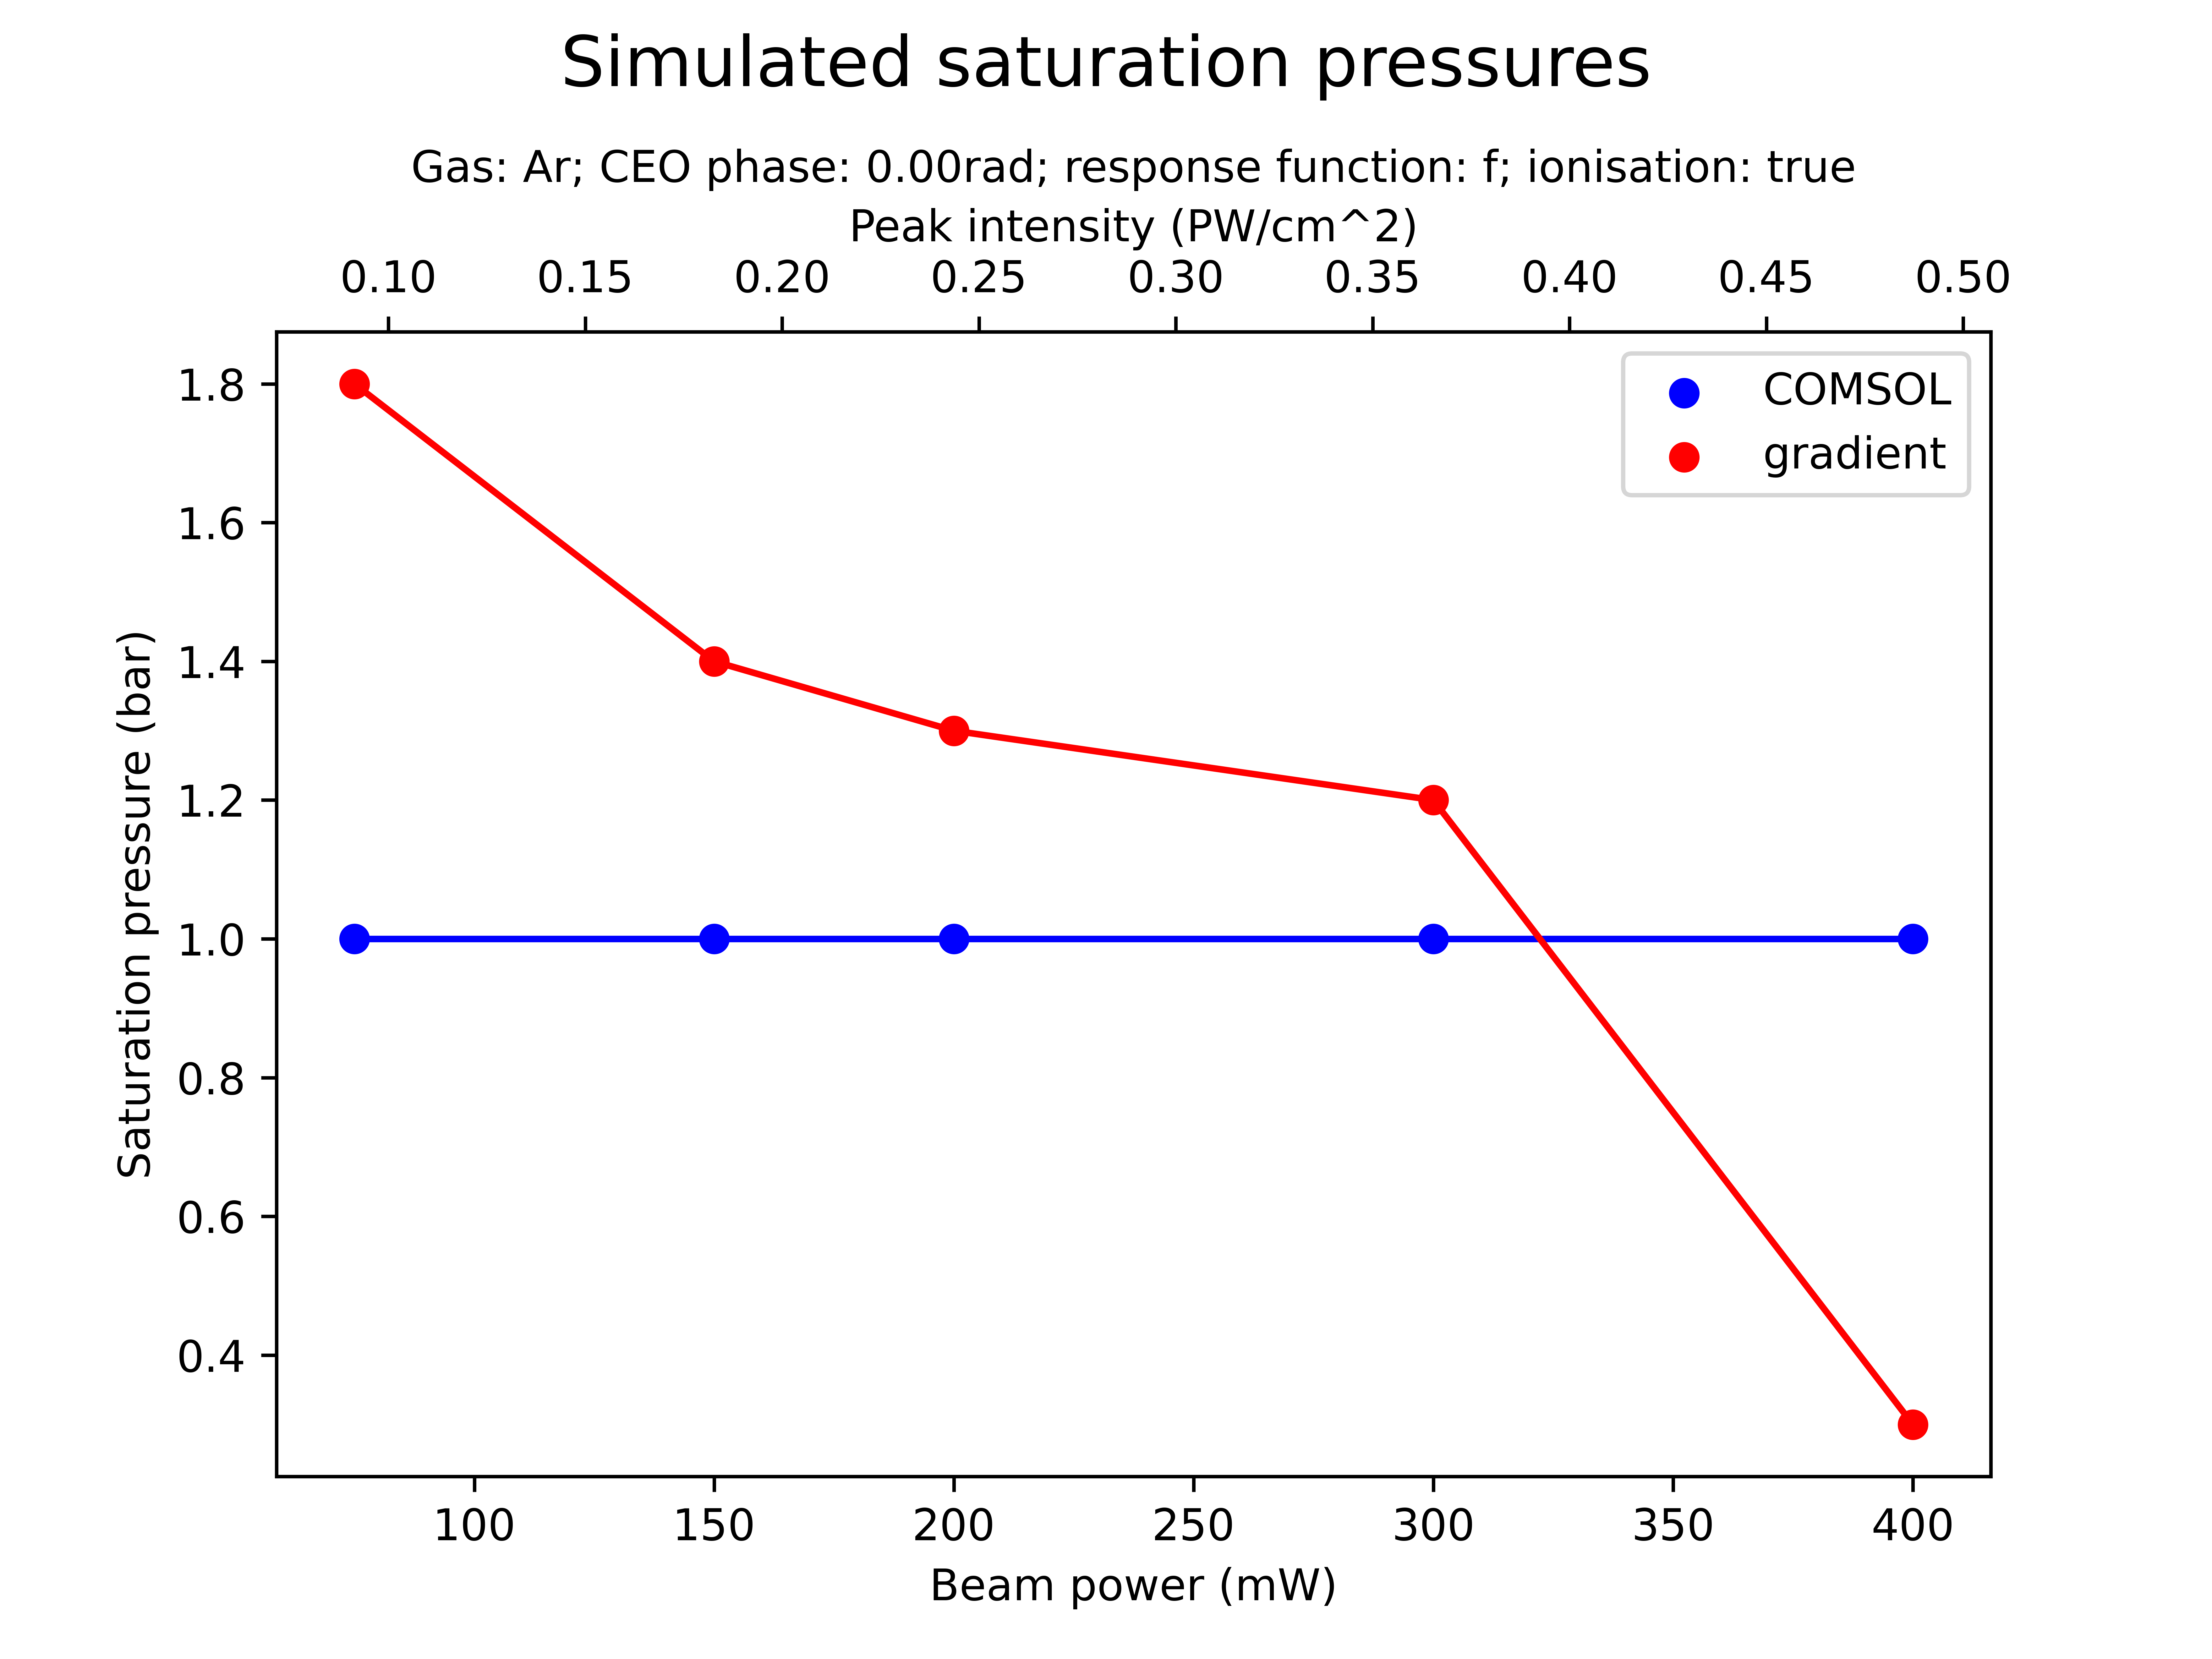 Simulated saturation pressures
Gas: Ar; CEO phase: 0.00rad; response function: f; ionisation: true
Peak intensity (PW/cm^2)
0.10 0.15 0.20 0.25 0.30 0.35 0.40 0.45 0.50
COMSOL
gradient
1.8
1.6
1.4
1.2
1.0
0.8
0.6
0.4
Saturation pressure (bar)
100 150 200 250 300 350 400
Beam power (mW)